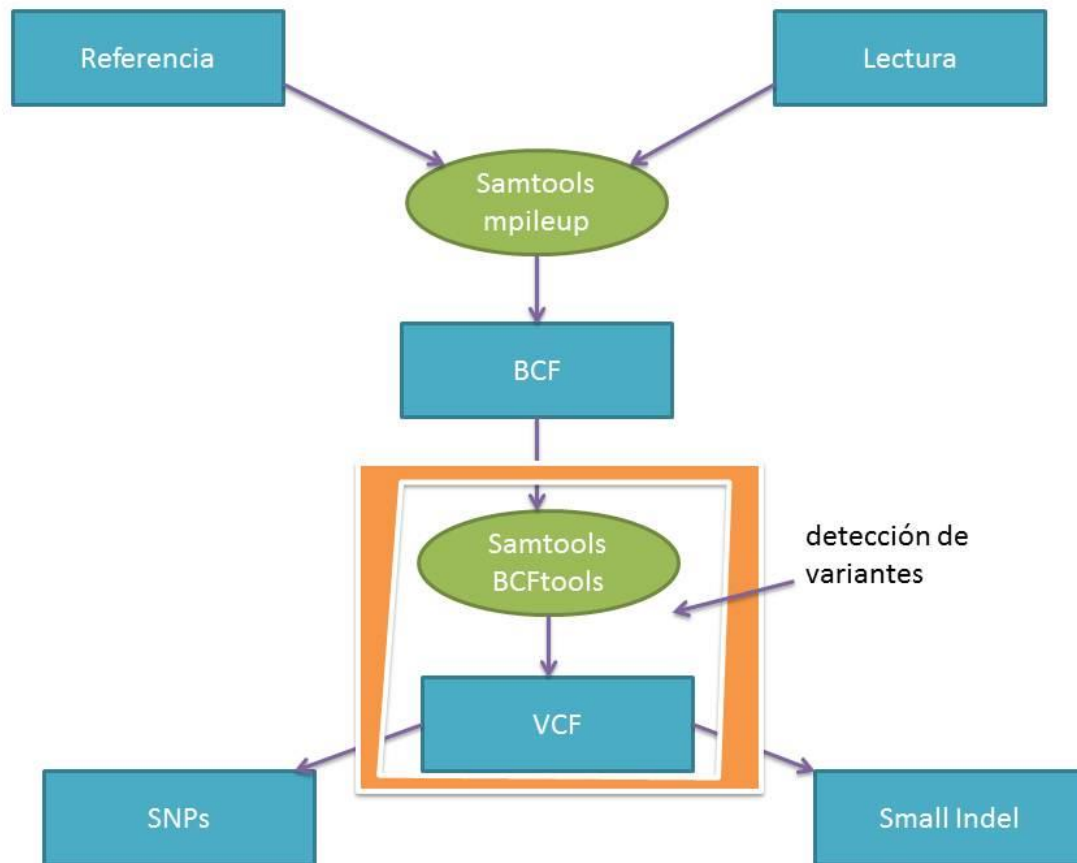 Referencia
Lectura
Samtools
mpileup
BCF
Samtools
BCFtools
detección de
variantes
VCF
SNPs
Small Indel